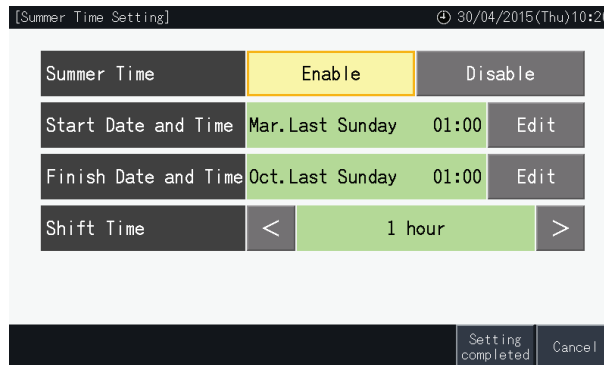 [Summer Time Setting] 30/04/2015(Thu)10:20
Summer Time Enable Disable
Start Date and Time Mar.Last Sunday 01:00 Edit
Finish Date and Time Oct.Last Sunday 01:00 Edit
Shift Time < 1 hour >
Setting
completed Cancel